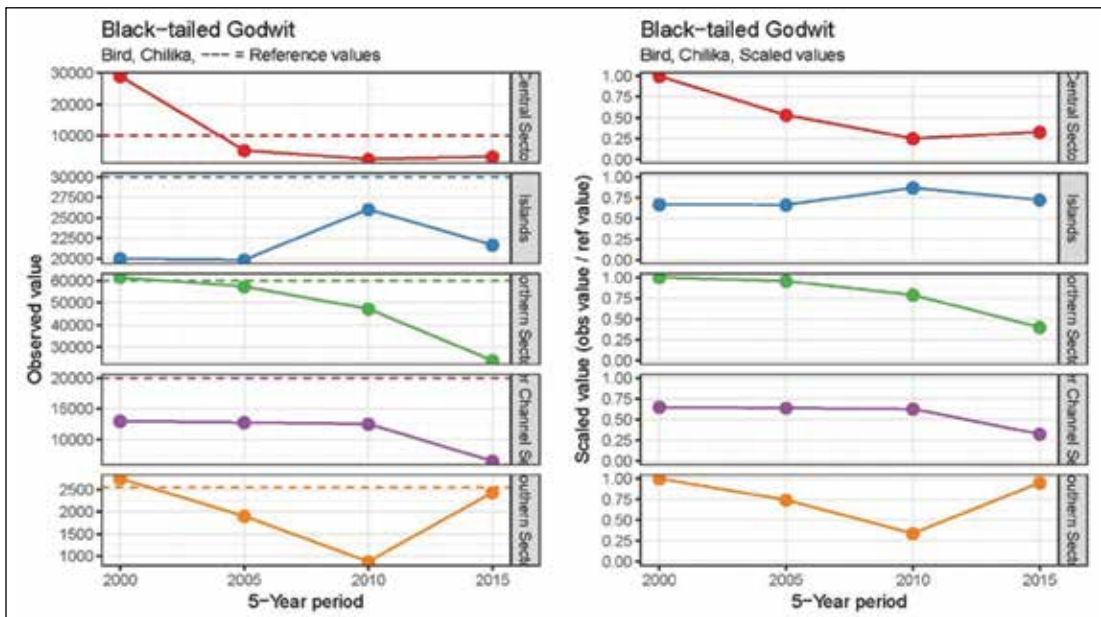 Black-tailed Godwit
Bird, Chilika, --- = Reference values
Observed value
30000
20000
10000
Central Secto
30000
27500
25000
22500
20000
Islands
60000
50000
40000
30000
orthern Secto
20000
15000
10000
r Channel Se
2500
2000
1500
1000
outhern Secto
2000
2005
2010
2015
5-Year period
Black-tailed Godwit
Bird, Chilika, Scaled values
Scaled value (obs value / ref value)
1.00
0.75
0.50
0.25
0.00
Central Secto
1.00
0.75
0.50
0.25
0.00
Islands
1.00
0.75
0.50
0.25
0.00
orthern Secto
1.00
0.75
0.50
0.25
0.00
r Channel Se
1.00
0.75
0.50
0.25
0.00
outhern Secto
2000
2005
2010
2015
5-Year period